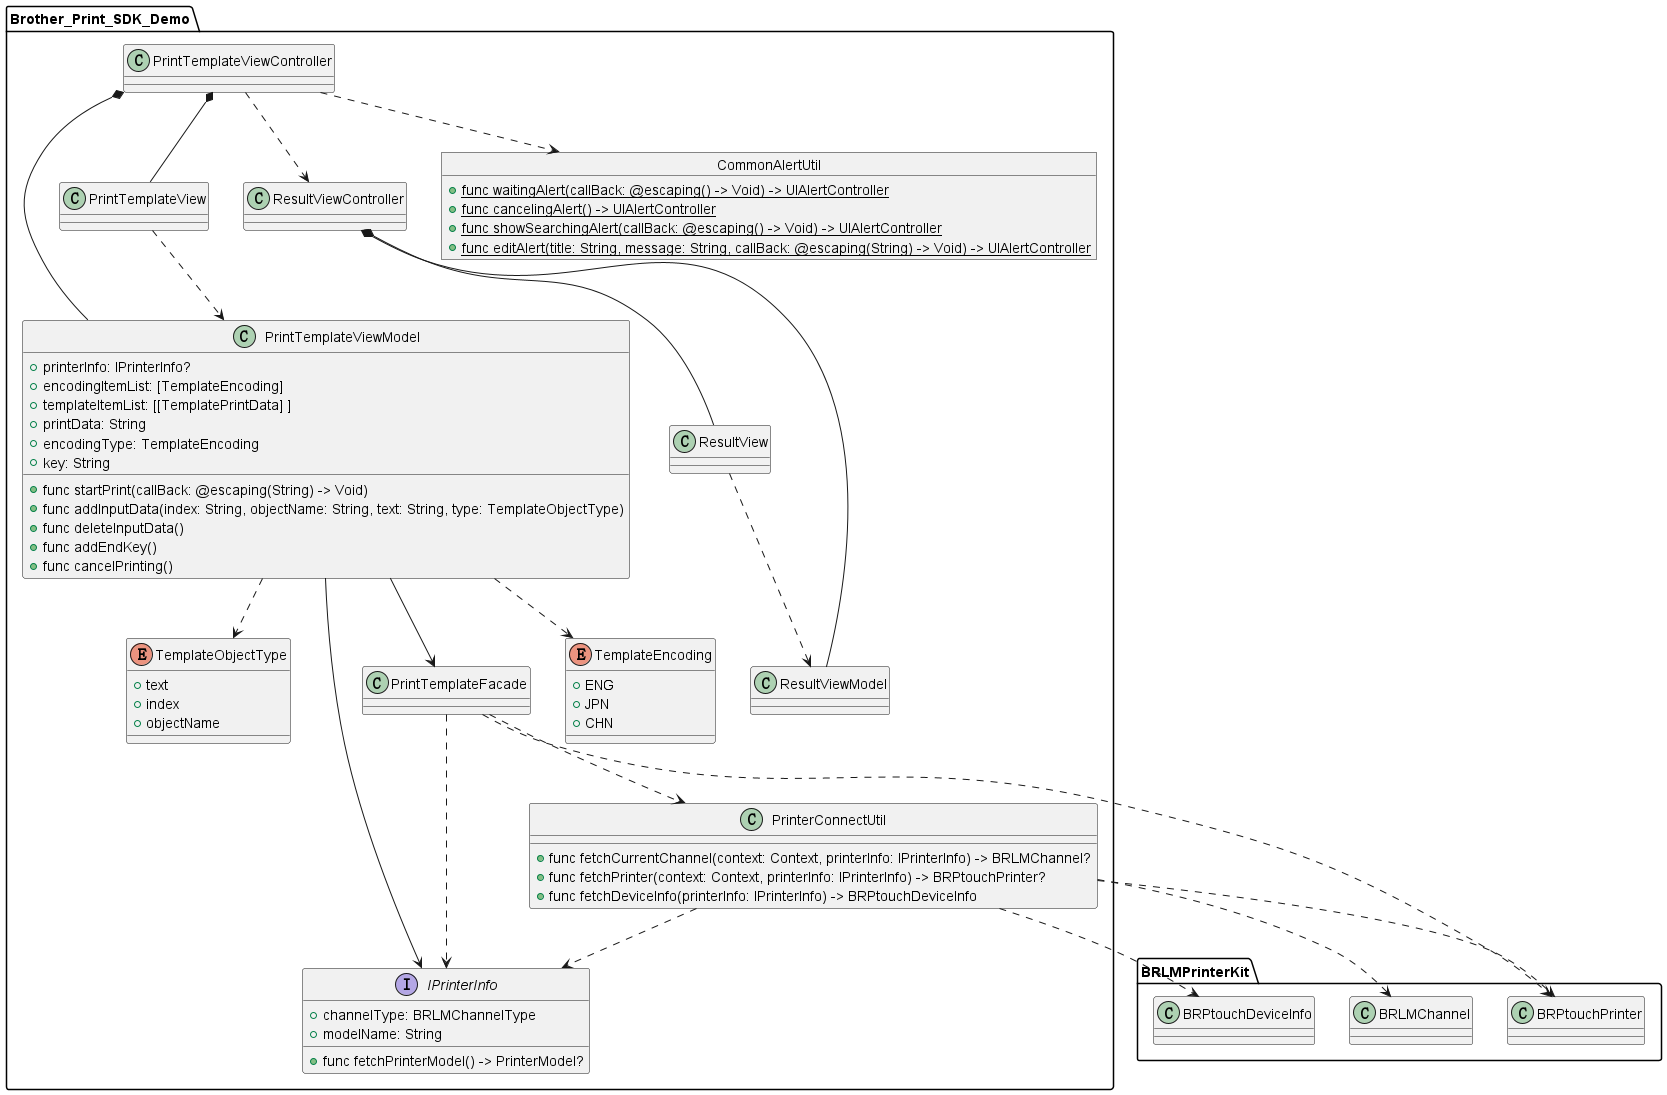 Brother_Print_SDK_Demo
C PrintTemplateViewController
C PrintTemplateView
C ResultViewController
CommonAlertUtil
func waitingAlert(callBack: @escaping() -> Void) -> UIAlertController
func cancelingAlert() -> UIAlertController
func showSearchingAlert(callBack: @escaping() -> Void) -> UIAlertController
func editAlert(title: String, message: String, callBack: @escaping(String) -> Void) -> UIAlertController
C PrintTemplateViewModel
printerInfo: IPrinterInfo?
encodingItemList: [TemplateEncoding]
templateItemList: [[TemplatePrintData] ]
printData: String
encodingType: TemplateEncoding
key: String
func startPrint(callBack: @escaping(String) -> Void)
func addInputData(index: String, objectName: String, text: String, type: TemplateObjectType)
func deleteInputData()
func addEndKey()
func cancelPrinting()
C ResultView
E TemplateObjectType
text
index
objectName
C PrintTemplateFacade
E TemplateEncoding
ENG
JPN
CHN
C ResultViewModel
C PrinterConnectUtil
func fetchCurrentChannel(context: Context, printerInfo: IPrinterInfo) -> BRLMChannel?
func fetchPrinter(context: Context, printerInfo: IPrinterInfo) -> BRPtouchPrinter?
func fetchDeviceInfo(printerInfo: IPrinterInfo) -> BRPtouchDeviceInfo
I IPrinterInfo
channelType: BRLMChannelType
modelName: String
func fetchPrinterModel() -> PrinterModel?
BRLMPrinterKit
C BRPtouchDeviceInfo
C BRLMChannel
C BRPtouchPrinter